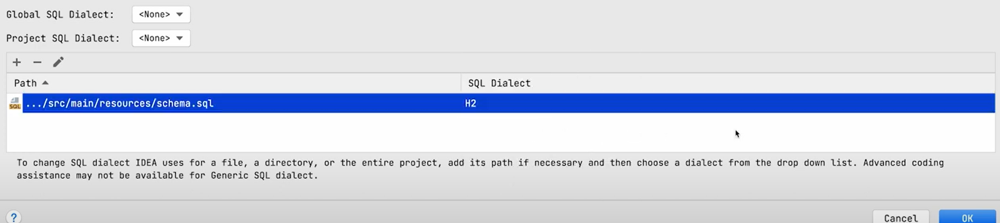 Global SQL Dialect: <None>
Project SQL Dialect: <None>
Path SQL Dialect
SQL .../src/main/resources/schema.sql H2
To change SQL dialect IDEA uses for a file, a directory, or the entire project, add its path if necessary and then choose a dialect from the drop down list. Advanced coding
assistance may not be available for Generic SQL dialect.
? Cancel OK